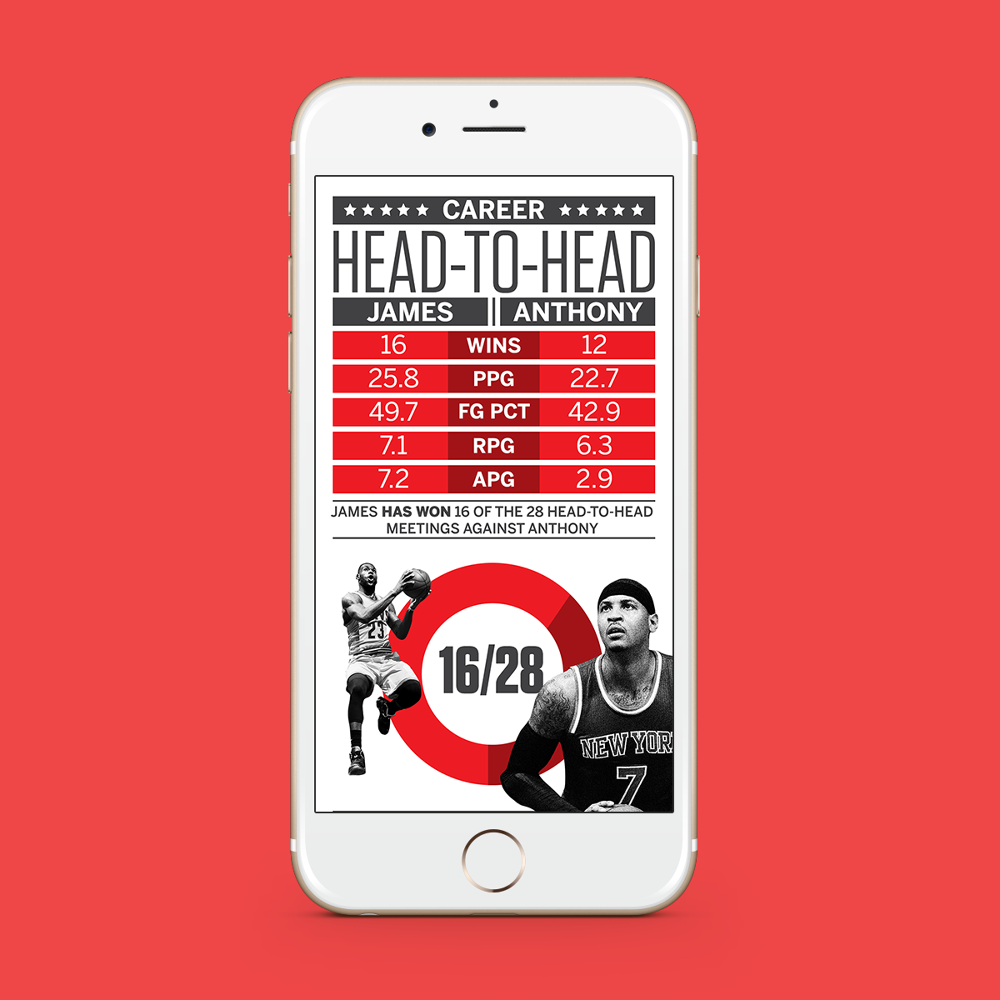 ★★★★★ CAREER ★★★★★
HEAD-TO-HEAD
JAMES || ANTHONY
16 WINS 12
25.8 PPG 22.7
49.7 FG PCT 42.9
7.1 RPG 6.3
7.2 APG 2.9
JAMES HAS WON 16 OF THE 28 HEAD-TO-HEAD
MEETINGS AGAINST ANTHONY
23
16/28
NEW YORK
7